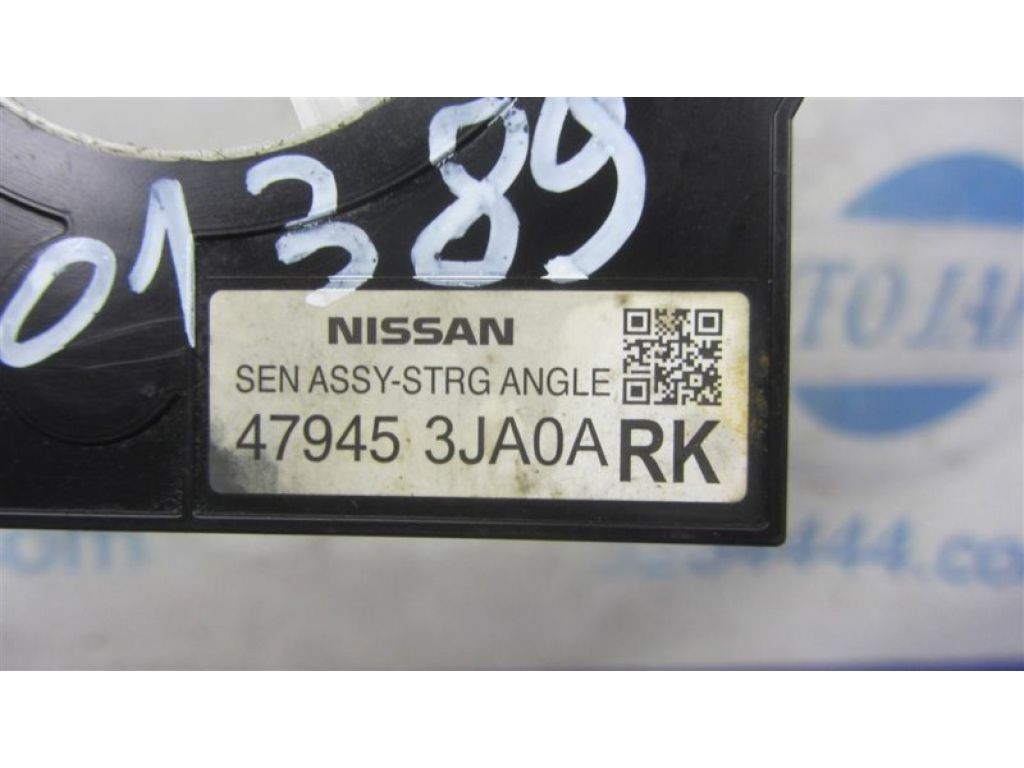 01389
NISSAN
SEN ASSY-STRG ANGLE
47945 3JA0A RK